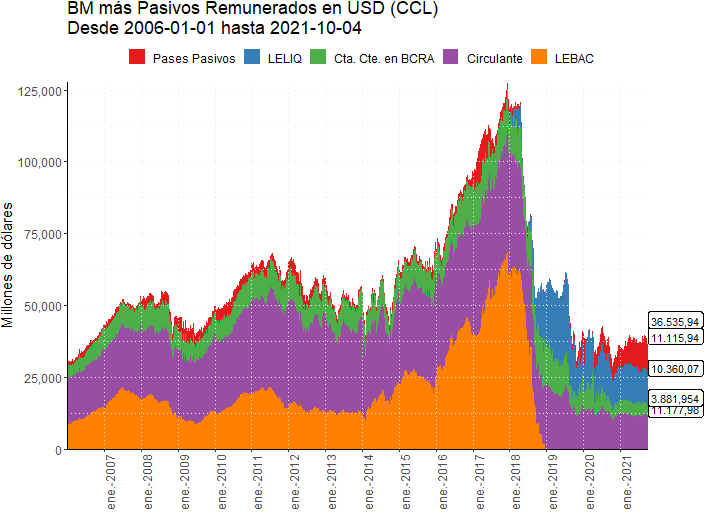 BM más Pasivos Remunerados en USD (CCL)
Desde 2006-01-01 hasta 2021-10-04
Pases Pasivos LELIQ Cta. Cte. en BCRA Circulante LEBAC
Millones de dólares
125,000
100,000
75,000
50,000
25,000
0
36.535,94
11.115,94
10.360,07
3.881,954
11.177,98
ene.-2007
ene.-2008
ene.-2009
ene.-2010
ene.-2011
ene.-2012
ene.-2013
ene.-2014
ene.-2015
ene.-2016
ene.-2017
ene.-2018
ene.-2019
ene.-2020
ene.-2021